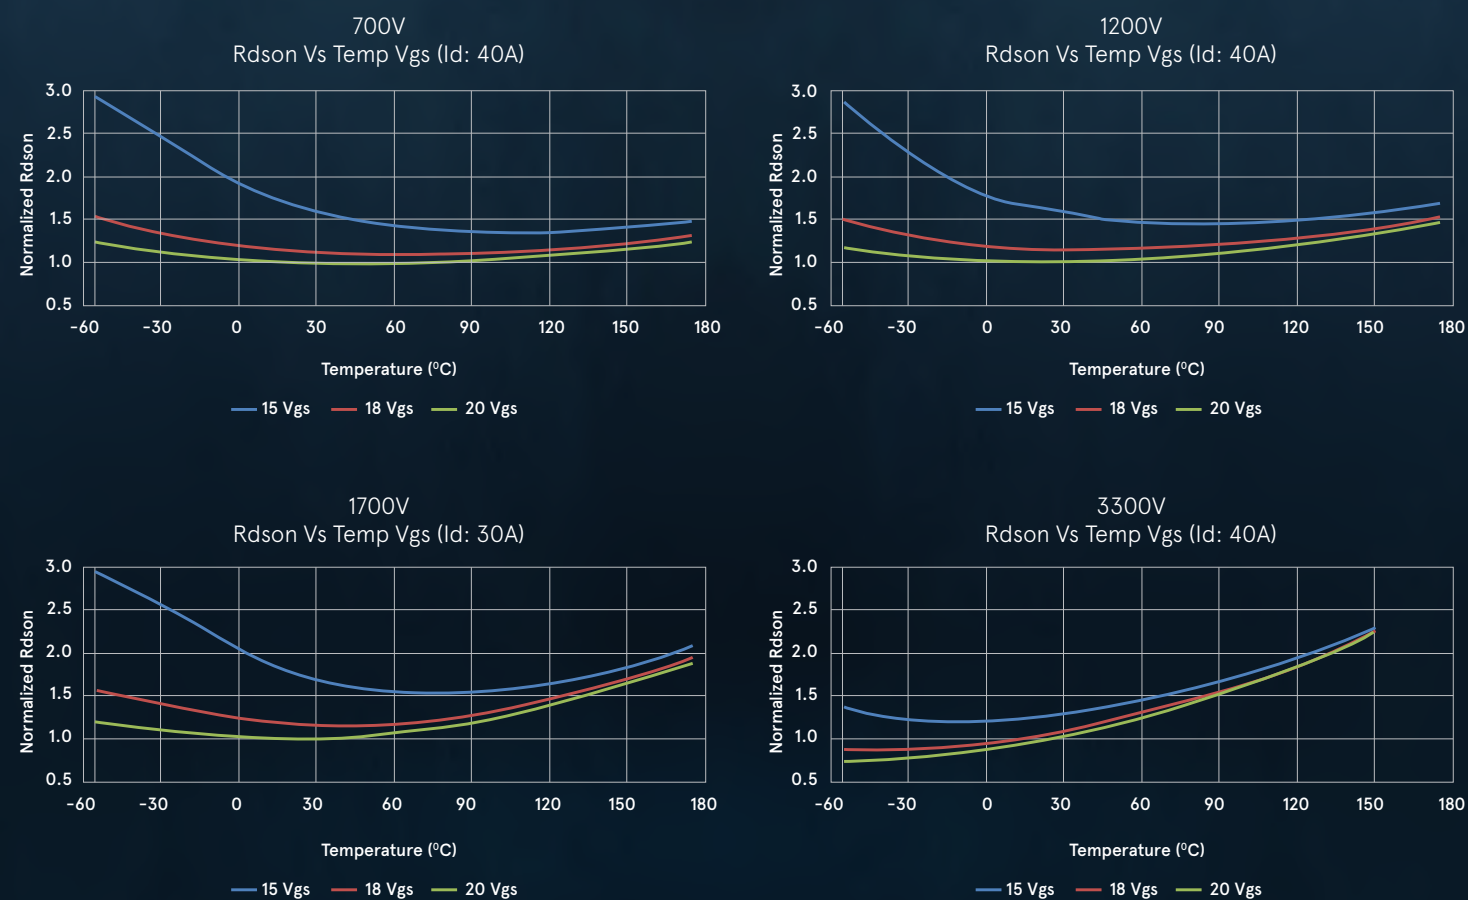 700V
Rdson Vs Temp Vgs (Id: 40A)
Normalized Rdson
3.0
2.5
2.0
1.5
1.0
0.5
-60 -30 0 30 60 90 120 150 180
Temperature (⁰C)
15 Vgs 18 Vgs 20 Vgs
1200V
Rdson Vs Temp Vgs (Id: 40A)
Normalized Rdson
3.0
2.5
2.0
1.5
1.0
0.5
-60 -30 0 30 60 90 120 150 180
Temperature (⁰C)
15 Vgs 18 Vgs 20 Vgs
1700V
Rdson Vs Temp Vgs (Id: 30A)
Normalized Rdson
3.0
2.5
2.0
1.5
1.0
0.5
-60 -30 0 30 60 90 120 150 180
Temperature (⁰C)
15 Vgs 18 Vgs 20 Vgs
3300V
Rdson Vs Temp Vgs (Id: 40A)
Normalized Rdson
3.0
2.5
2.0
1.5
1.0
0.5
-60 -30 0 30 60 90 120 150 180
Temperature (⁰C)
15 Vgs 18 Vgs 20 Vgs